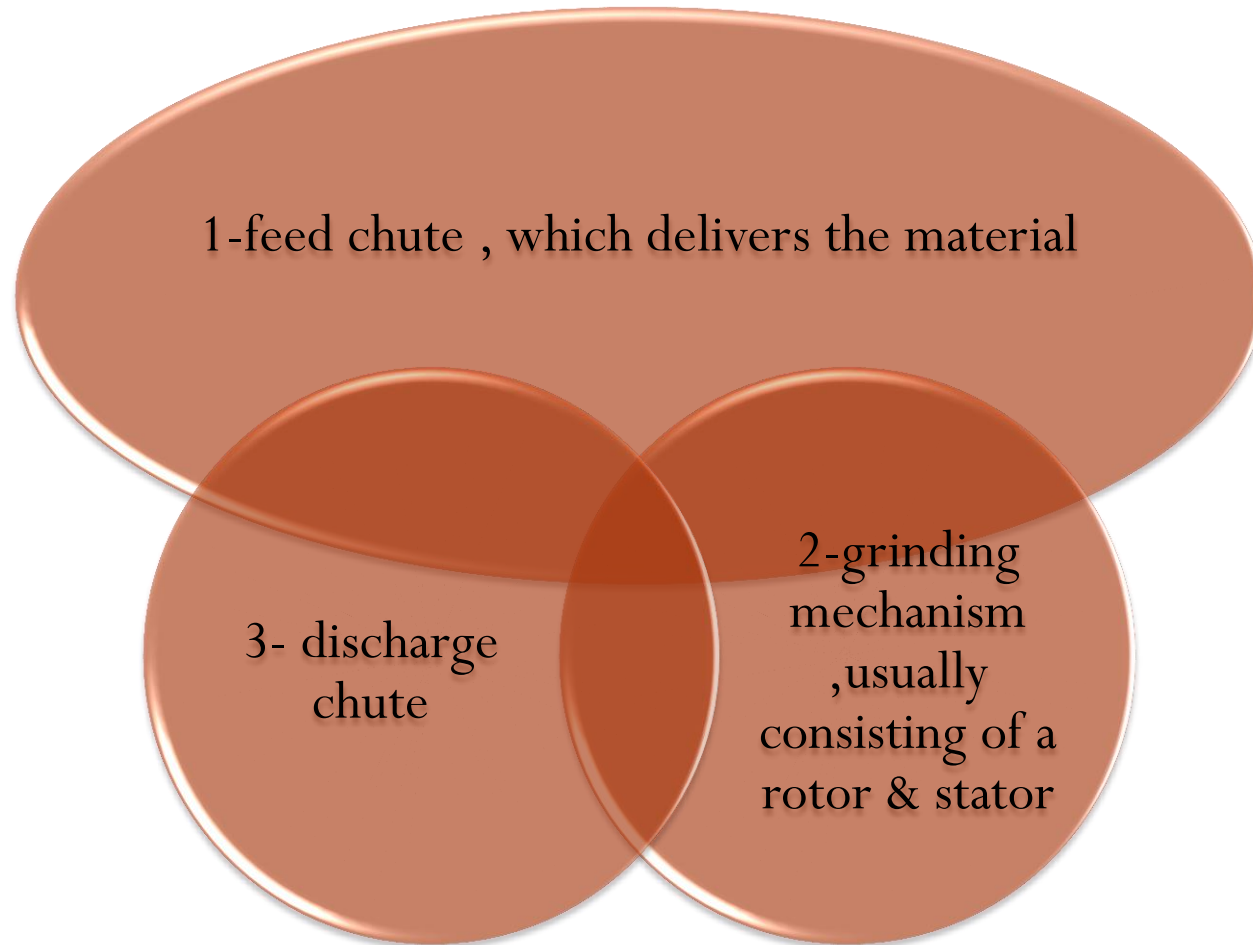 1-feed chute , which delivers the material
2-grinding
mechanism
,usually
consisting of a
rotor & stator
3- discharge
chute